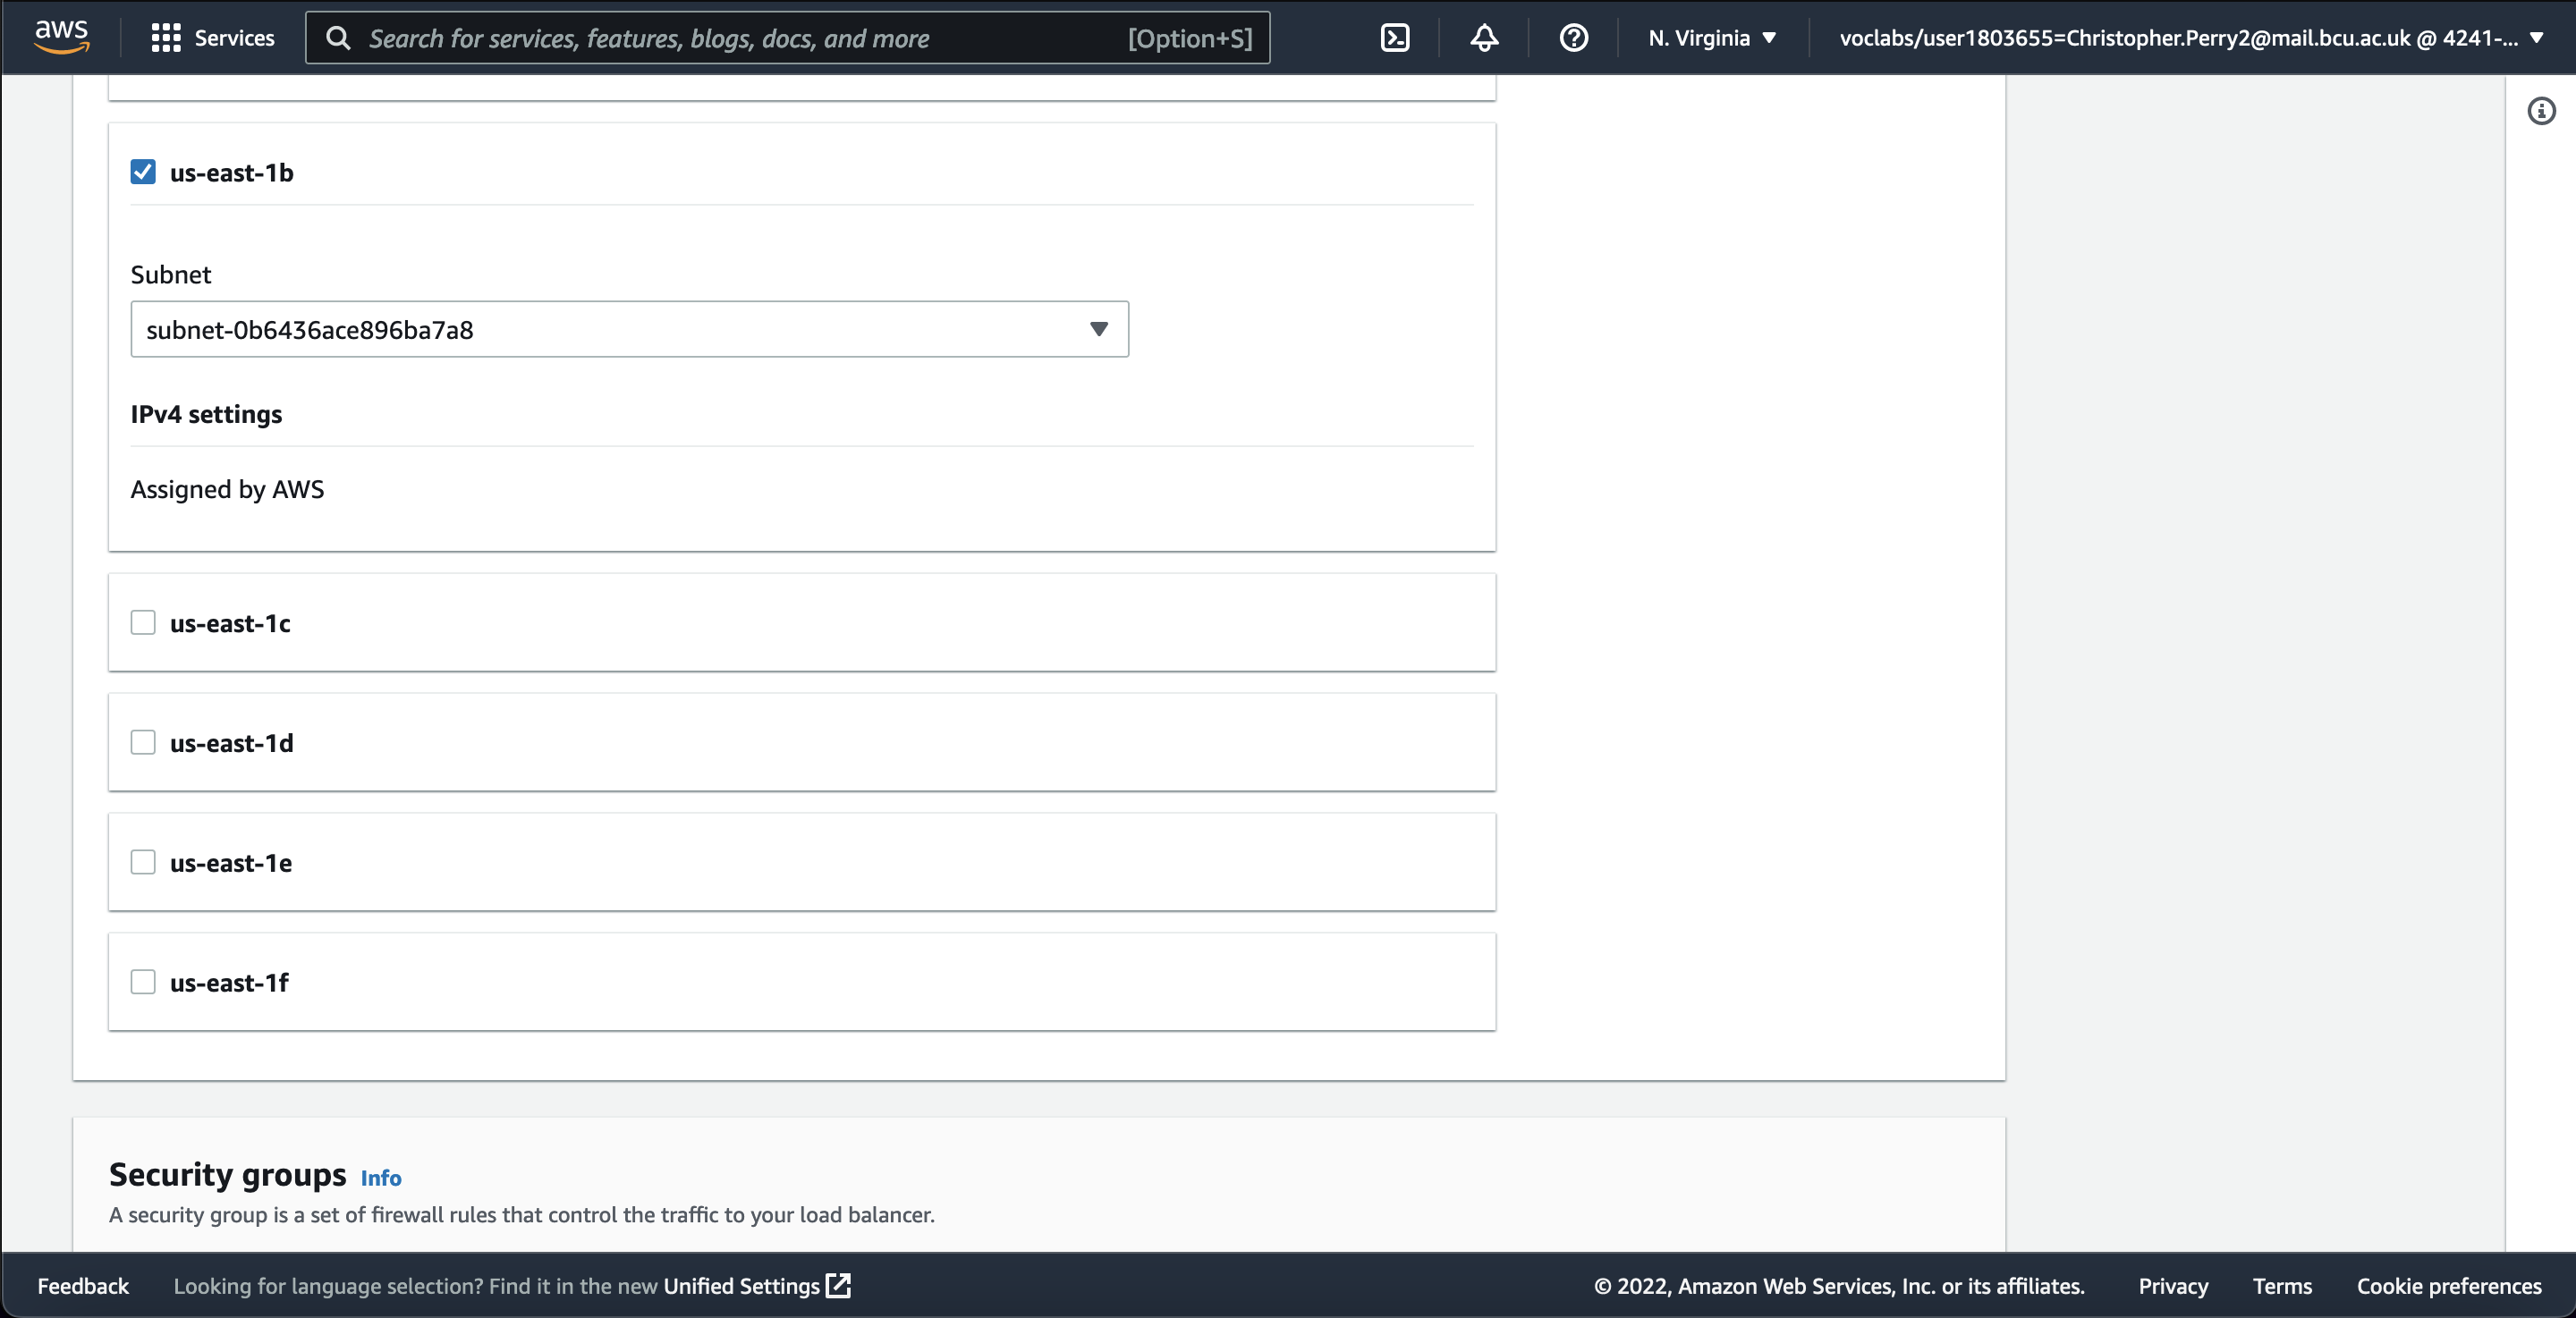 aws Services Search for services, features, blogs, docs, and more [Option+S] N. Virginia voclabs/user1803655=Christopher.Perry2@mail.bcu.ac.uk @ 4241-...
us-east-1b
Subnet
subnet-0b6436ace896ba7a8
IPv4 settings
Assigned by AWS
us-east-1c
us-east-1d
us-east-1e
us-east-1f
Security groups Info
A security group is a set of firewall rules that control the traffic to your load balancer.
Feedback Looking for language selection? Find it in the new Unified Settings © 2022, Amazon Web Services, Inc. or its affiliates. Privacy Terms Cookie preferences